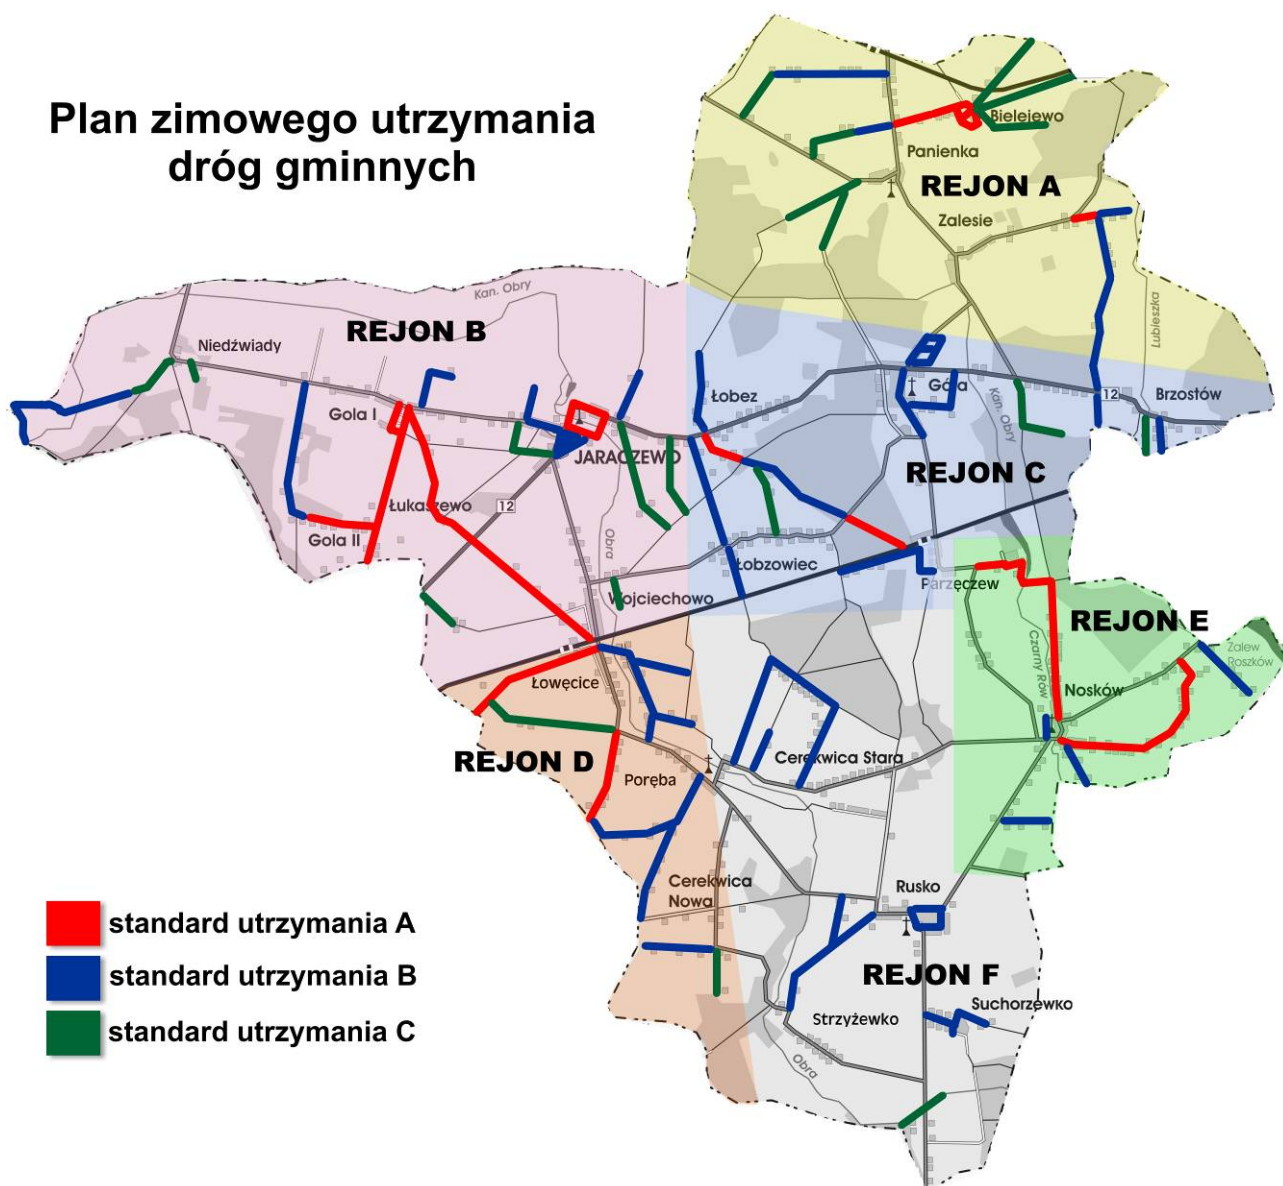 Plan zimowego utrzymania
dróg gminnych
Bielejewo
Panienka
REJON A
Zalesie
Kan. Obry
Lubieszka
REJON B
Niedźwiady
Gola I
Łobez
Góra
Kan. Obry
12
Brzostów
JARACZEWO
REJON C
Łukaszewo
12
Gola II
Obra
Łobzowiec
Parzęczew
Wojciechowo
REJON E
Czarny Rów
Zalew
Roszków
Łowęcice
Nosków
REJON D
Poręba
Cerekwica Stara
Cerekwica
Nowa
Rusko
standard utrzymania A
standard utrzymania B
REJON F
Suchorzewko
Strzyżewko
standard utrzymania C
Obra